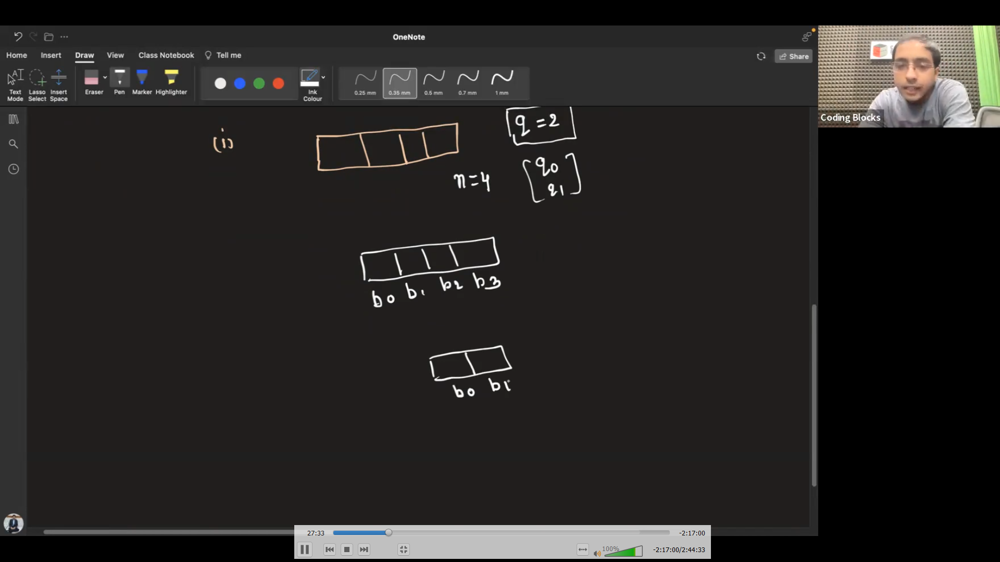 OneNote
Home Insert Draw View Class Notebook Tell me
Share
Text Mode
Lasso Select
Insert Space
Eraser
Pen
Marker
Highlighter
Ink Colour
0.25 mm
0.35 mm
0.5 mm
0.7 mm
1 mm
Coding Blocks
(i)
q = 2
n = 4
q0
q1
b0 b1 b2 b3
b0 b1
27:33
-2:17:00
100%
-2:17:00/2:44:33